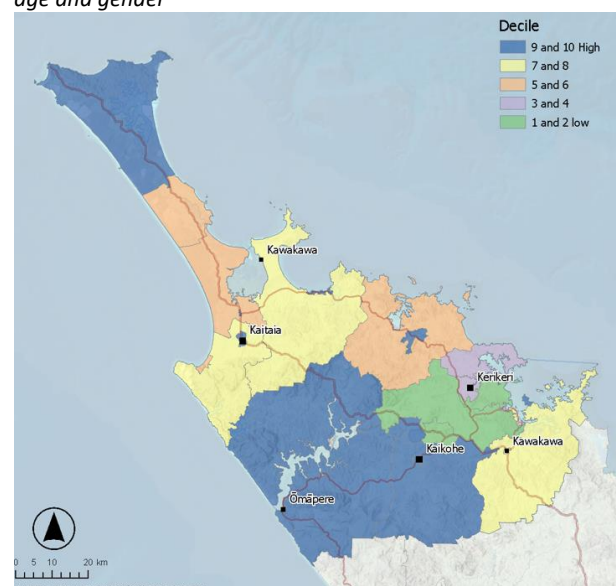 age and gender
Decile
9 and 10 High
7 and 8
5 and 6
3 and 4
1 and 2 low
Kawakawa
Kaitaia
Kerikeri
Kawakawa
Kaikohe
Ōmāpere
0 5 10 20 km